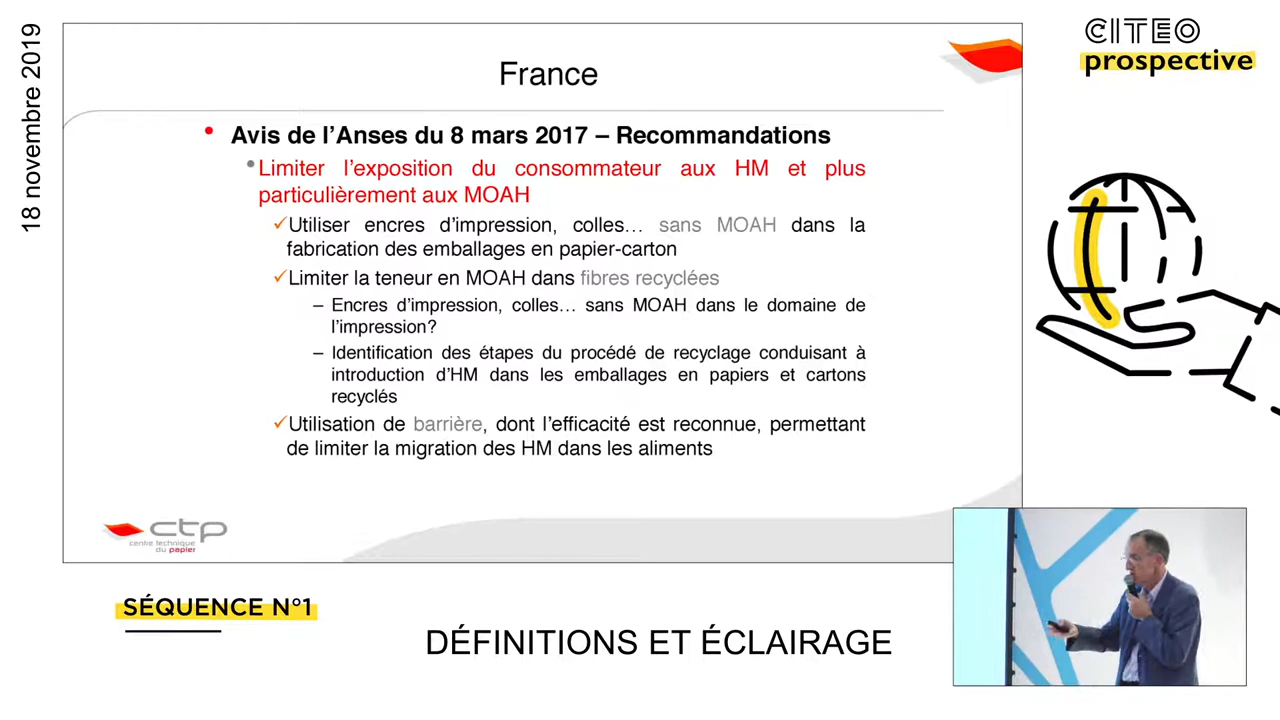 18 novembre 2019
CITEO
prospective
France
• Avis de l’Anses du 8 mars 2017 – Recommandations
• Limiter l’exposition du consommateur aux HM et plus
particulièrement aux MOAH
✓Utiliser encres d’impression, colles… sans MOAH dans la
fabrication des emballages en papier-carton
✓Limiter la teneur en MOAH dans fibres recyclées
– Encres d’impression, colles… sans MOAH dans le domaine de
l’impression?
– Identification des étapes du procédé de recyclage conduisant à
introduction d’HM dans les emballages en papiers et cartons
recyclés
✓Utilisation de barrière, dont l’efficacité est reconnue, permettant
de limiter la migration des HM dans les aliments
ctp
centre technique
du papier
SÉQUENCE N°1
DÉFINITIONS ET ÉCLAIRAGE